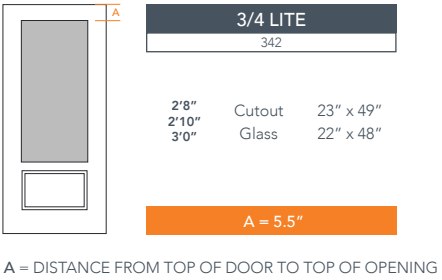 A
3/4 LITE
342
2'8"
2'10"
3'0"
Cutout 23" x 49"
Glass 22" x 48"
A = 5.5"
A = DISTANCE FROM TOP OF DOOR TO TOP OF OPENING